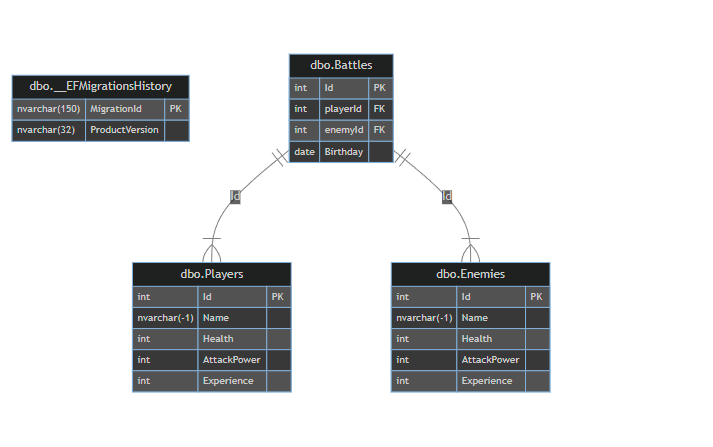 dbo.Battles
int Id PK
int playerId FK
int enemyId FK
date Birthday
dbo.__EFMigrationsHistory
nvarchar(150) MigrationId PK
nvarchar(32) ProductVersion
Id
Id
dbo.Players
int Id PK
nvarchar(-1) Name
int Health
int AttackPower
int Experience
dbo.Enemies
int Id PK
nvarchar(-1) Name
int Health
int AttackPower
int Experience